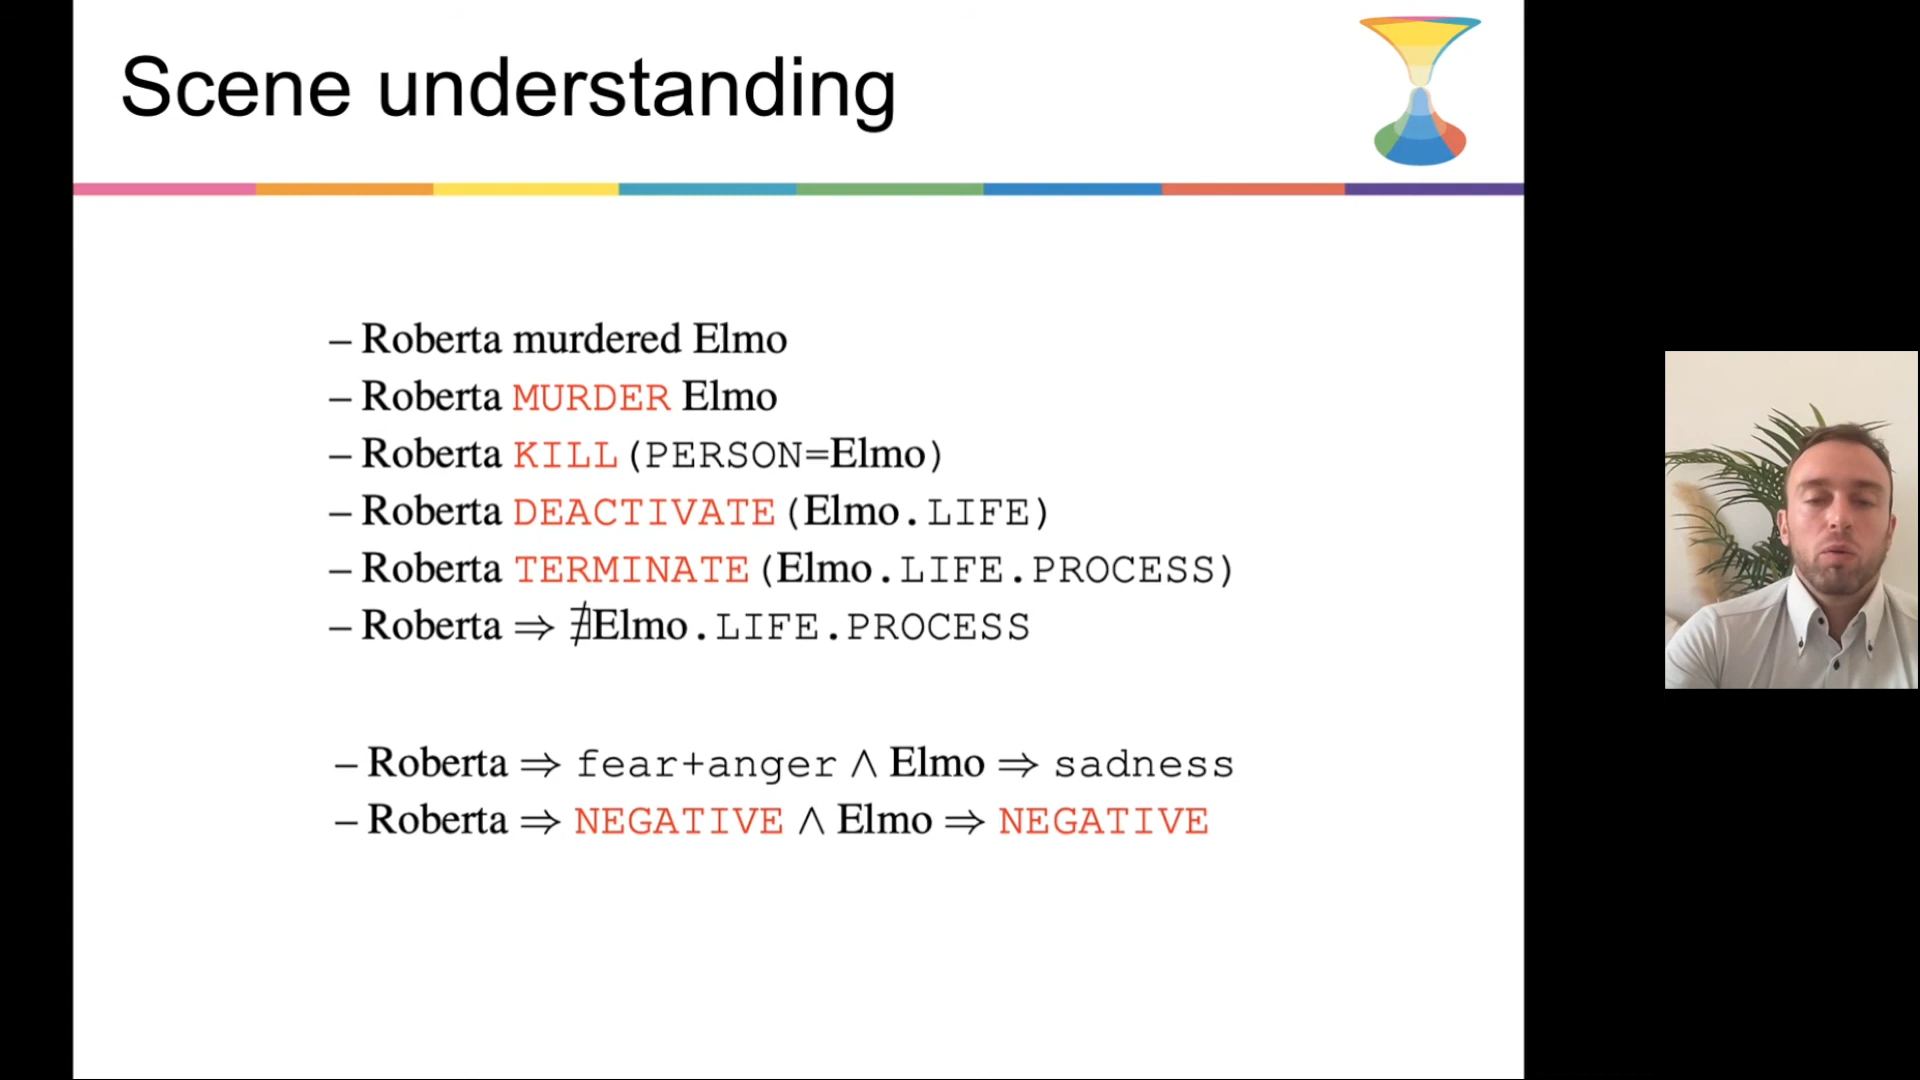 Scene understanding
– Roberta murdered Elmo
– Roberta MURDER Elmo
– Roberta KILL(PERSON=Elmo)
– Roberta DEACTIVATE(Elmo.LIFE)
– Roberta TERMINATE(Elmo.LIFE.PROCESS)
– Roberta ⇒ ∄Elmo.LIFE.PROCESS
– Roberta ⇒ fear+anger ∧ Elmo ⇒ sadness
– Roberta ⇒ NEGATIVE ∧ Elmo ⇒ NEGATIVE